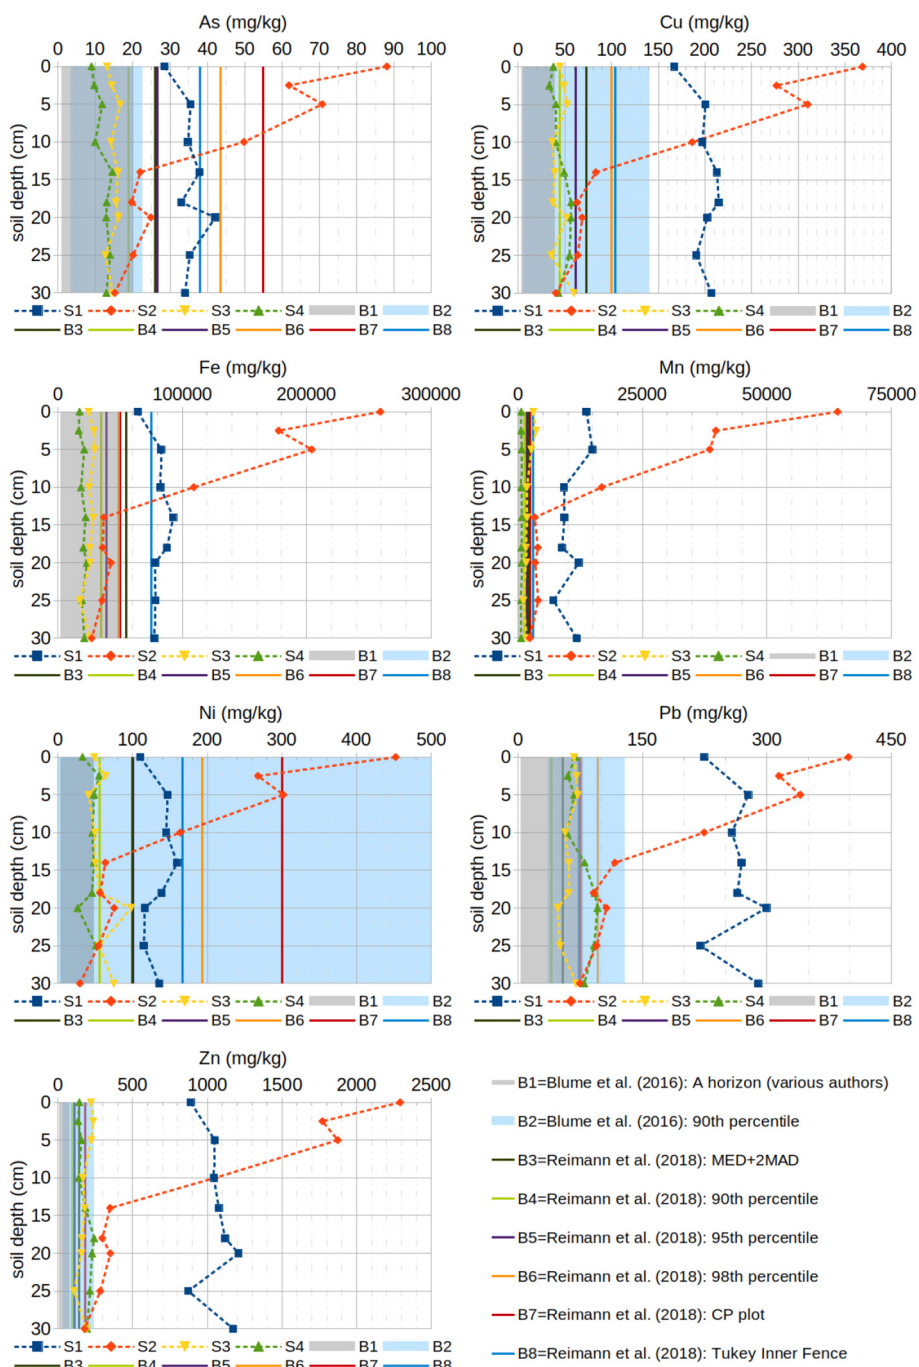 As (mg/kg)
0 10 20 30 40 50 60 70 80 90 100
0
5
10
15
20
25
30
soil depth (cm)
S1 S2 S3 S4 B1 B2
B3 B4 B5 B6 B7 B8
Cu (mg/kg)
0 50 100 150 200 250 300 350 400
0
5
10
15
20
25
30
soil depth (cm)
S1 S2 S3 S4 B1 B2
B3 B4 B5 B6 B7 B8
Fe (mg/kg)
0 100000 200000 300000
0
5
10
15
20
25
30
soil depth (cm)
S1 S2 S3 S4 B1 B2
B3 B4 B5 B6 B7 B8
Mn (mg/kg)
0 25000 50000 75000
0
5
10
15
20
25
30
soil depth (cm)
S1 S2 S3 S4 B1 B2
B3 B4 B5 B6 B7 B8
Ni (mg/kg)
0 100 200 300 400 500
0
5
10
15
20
25
30
soil depth (cm)
S1 S2 S3 S4 B1 B2
B3 B4 B5 B6 B7 B8
Pb (mg/kg)
0 150 300 450
0
5
10
15
20
25
30
soil depth (cm)
S1 S2 S3 S4 B1 B2
B3 B4 B5 B6 B7 B8
Zn (mg/kg)
0 500 1000 1500 2000 2500
0
5
10
15
20
25
30
soil depth (cm)
S1 S2 S3 S4 B1 B2
B3 B4 B5 B6 B7 B8
B1=Blume et al. (2016): A horizon (various authors)
B2=Blume et al. (2016): 90th percentile
B3=Reimann et al. (2018): MED+2MAD
B4=Reimann et al. (2018): 90th percentile
B5=Reimann et al. (2018): 95th percentile
B6=Reimann et al. (2018): 98th percentile
B7=Reimann et al. (2018): CP plot
B8=Reimann et al. (2018): Tukey Inner Fence